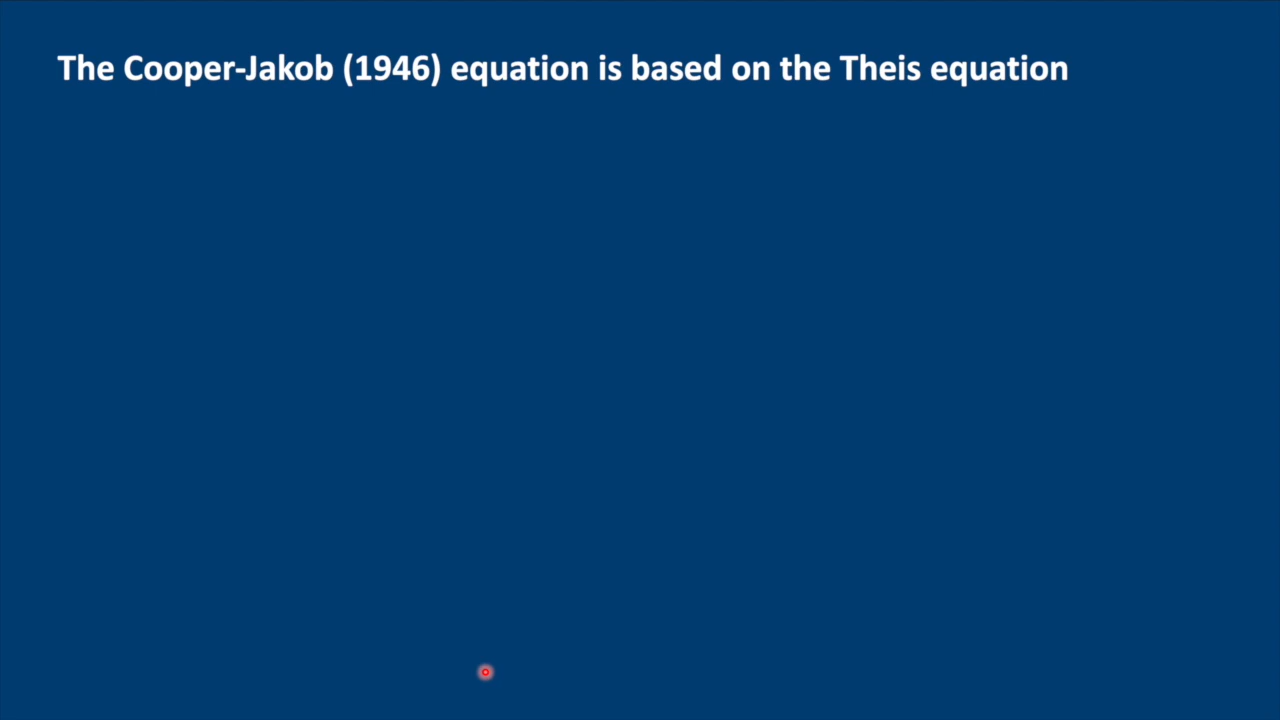 The Cooper-Jakob (1946) equation is based on the Theis equation